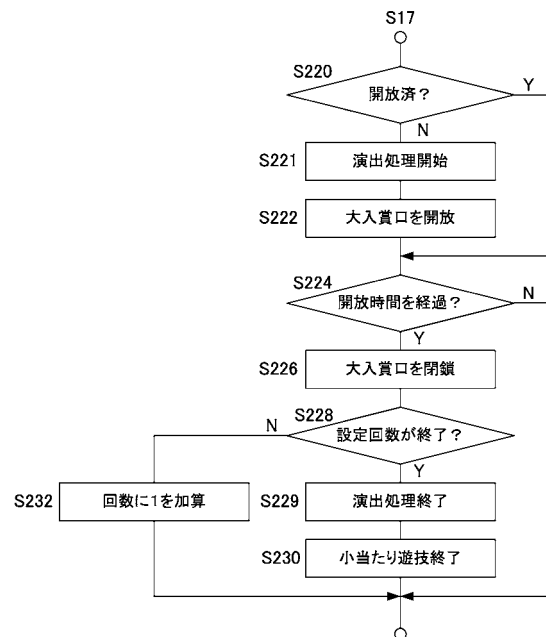 S17
S220
開放済?
Y
N
S221
演出処理開始
S222
大入賞口を開放
S224
開放時間を経過?
N
Y
S226
大入賞口を閉鎖
S228
N
設定回数が終了?
Y
S232
回数に1を加算
S229
演出処理終了
S230
小当たり遊技終了